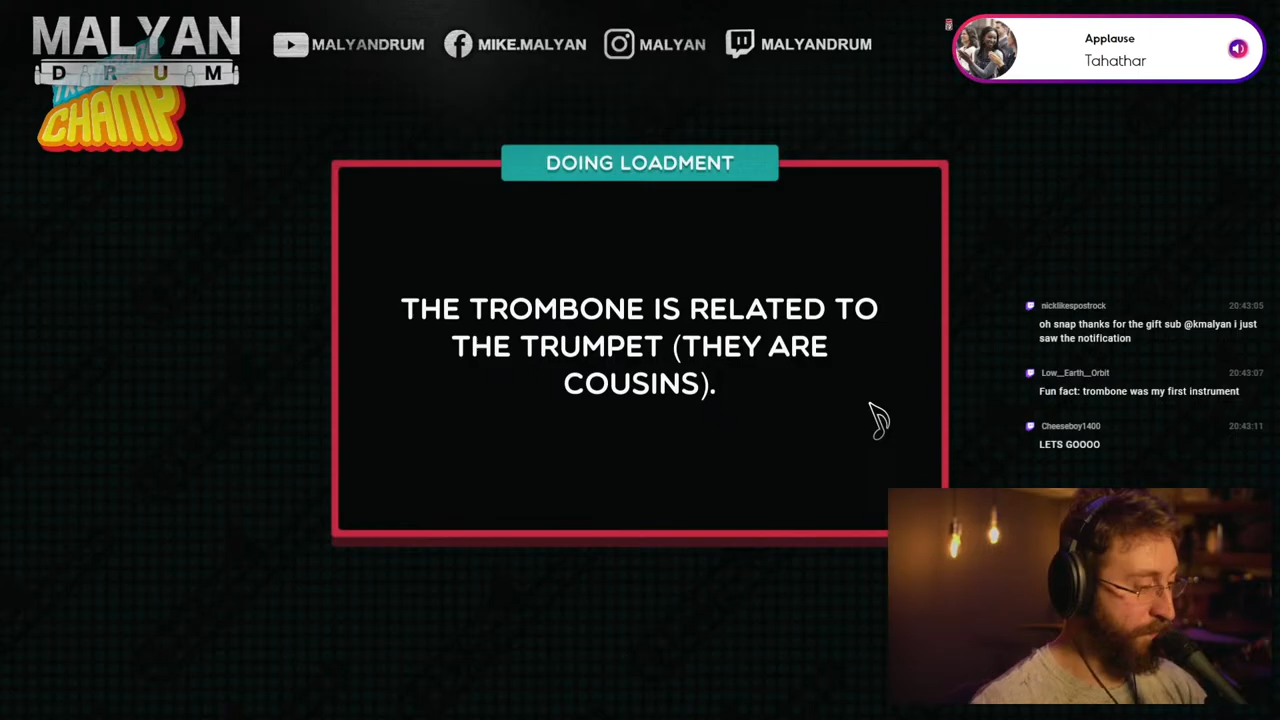 MALYAN
DRUM
CHAMP
MALYANDRUM
MIKE.MALYAN
MALYAN
MALYANDRUM
Applause
Tahathar
DOING LOADMENT
THE TROMBONE IS RELATED TO
THE TRUMPET (THEY ARE
COUSINS).
nicklikespostrock 20:43:05
oh snap thanks for the gift sub @kmalyan i just
saw the notification
Low__Earth__Orbit 20:43:07
Fun fact: trombone was my first instrument
Cheeseboy1400 20:43:11
LETS GOOOO